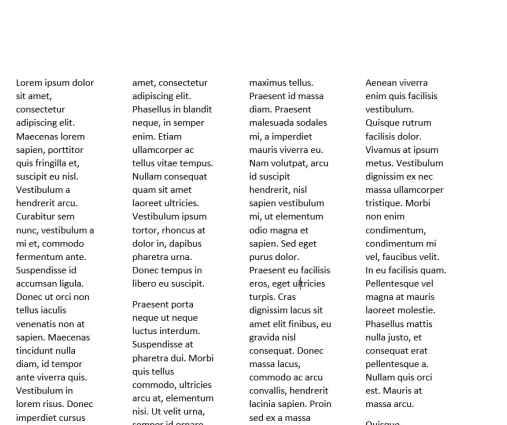 Lorem ipsum dolor
sit amet,
consectetur
adipiscing elit.
Maecenas lorem
sapien, porttitor
quis fringilla et,
suscipit eu nisl.
Vestibulum a
hendrerit arcu.
Curabitur sem
nunc, vestibulum a
mi et, commodo
fermentum ante.
Suspendisse id
accumsan ligula.
Donec ut orci non
tellus iaculis
venenatis non at
sapien. Maecenas
tincidunt nulla
diam, id tempor
ante viverra quis.
Vestibulum in
lorem risus. Donec
imperdiet cursus
amet, consectetur
adipiscing elit.
Phasellus in blandit
neque, in semper
enim. Etiam
ullamcorper ac
tellus vitae tempus.
Nullam consequat
quam sit amet
laoreet ultricies.
Vestibulum ipsum
tortor, rhoncus at
dolor in, dapibus
pharetra urna.
Donec tempus in
libero eu suscipit.
Praesent porta
neque ut neque
luctus interdum.
Suspendisse at
pharetra dui. Morbi
quis tellus
commodo, ultricies
arcu at, elementum
nisi. Ut velit urna,
semper id ornare
maximus tellus.
Praesent id massa
diam. Praesent
malesuada sodales
mi, a imperdiet
mauris viverra eu.
Nam volutpat, arcu
id suscipit
hendrerit, nisl
sapien vestibulum
mi, ut elementum
odio magna et
sapien. Sed eget
purus dolor.
Praesent eu facilisis
eros, eget ultricies
turpis. Cras
dignissim lacus sit
amet elit finibus, eu
gravida nisl
consequat. Donec
massa lacus,
commodo ac arcu
convallis, hendrerit
lacinia sapien. Proin
sed ex a massa
Aenean viverra
enim quis facilisis
vestibulum.
Quisque rutrum
facilisis dolor.
Vivamus at ipsum
metus. Vestibulum
dignissim ex nec
massa ullamcorper
tristique. Morbi
non enim
condimentum,
condimentum mi
vel, faucibus velit.
In eu facilisis quam.
Pellentesque vel
magna at mauris
laoreet molestie.
Phasellus mattis
nulla justo, et
consequat erat
pellentesque a.
Nullam quis orci
est. Mauris at
massa arcu.
Quisque